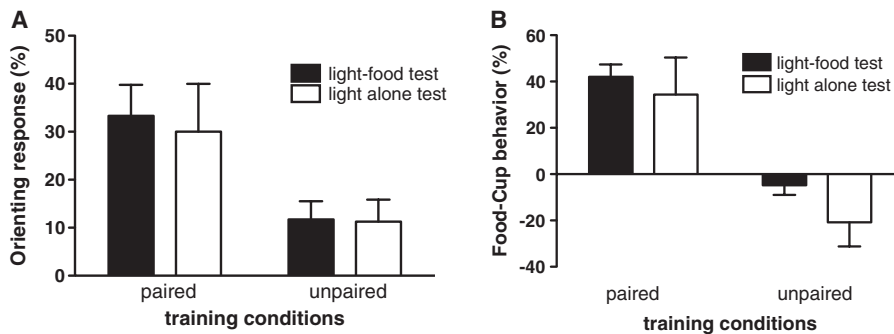 A
Orienting response (%)
50
40
30
20
10
0
light-food test
light alone test
paired
unpaired
training conditions
B
Food-Cup behavior (%)
60
40
20
0
-20
-40
light-food test
light alone test
paired
unpaired
training conditions